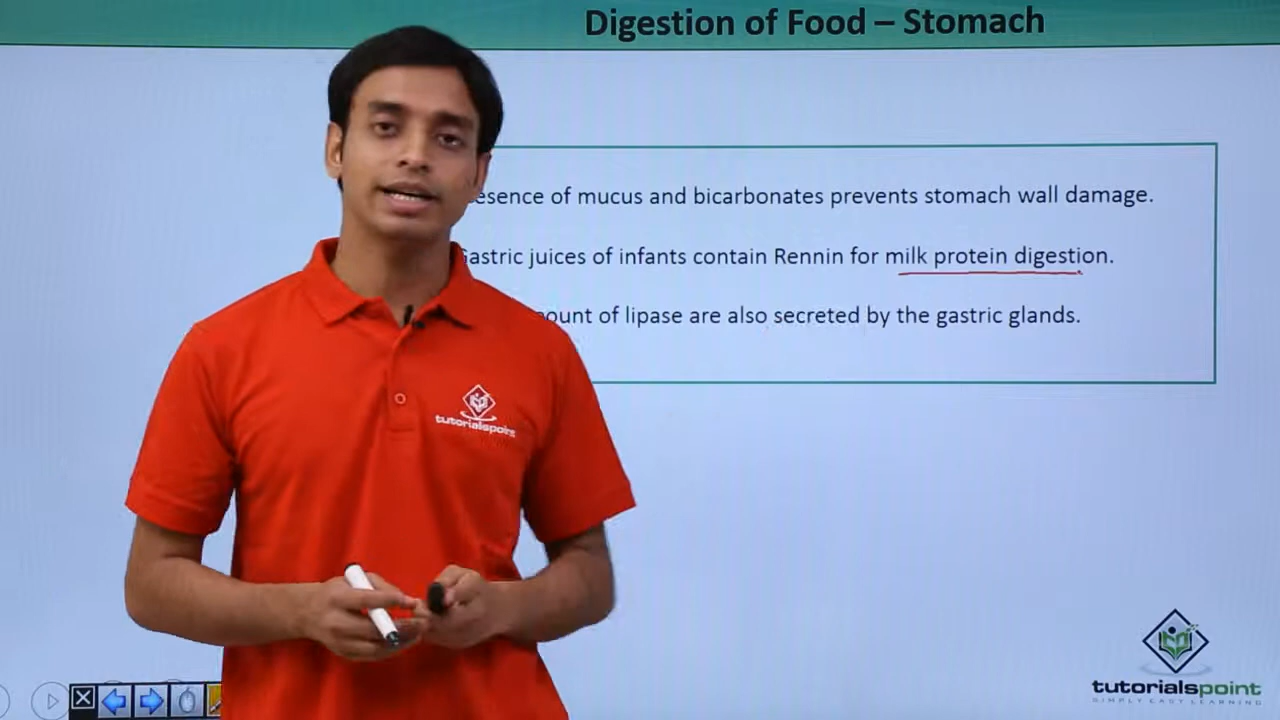 Digestion of Food – Stomach
esence of mucus and bicarbonates prevents stomach wall damage.
Gastric juices of infants contain Rennin for milk protein digestion.
ount of lipase are also secreted by the gastric glands.
tutorialspoint
tutorialspoint
SIMPLY EASY LEARNING